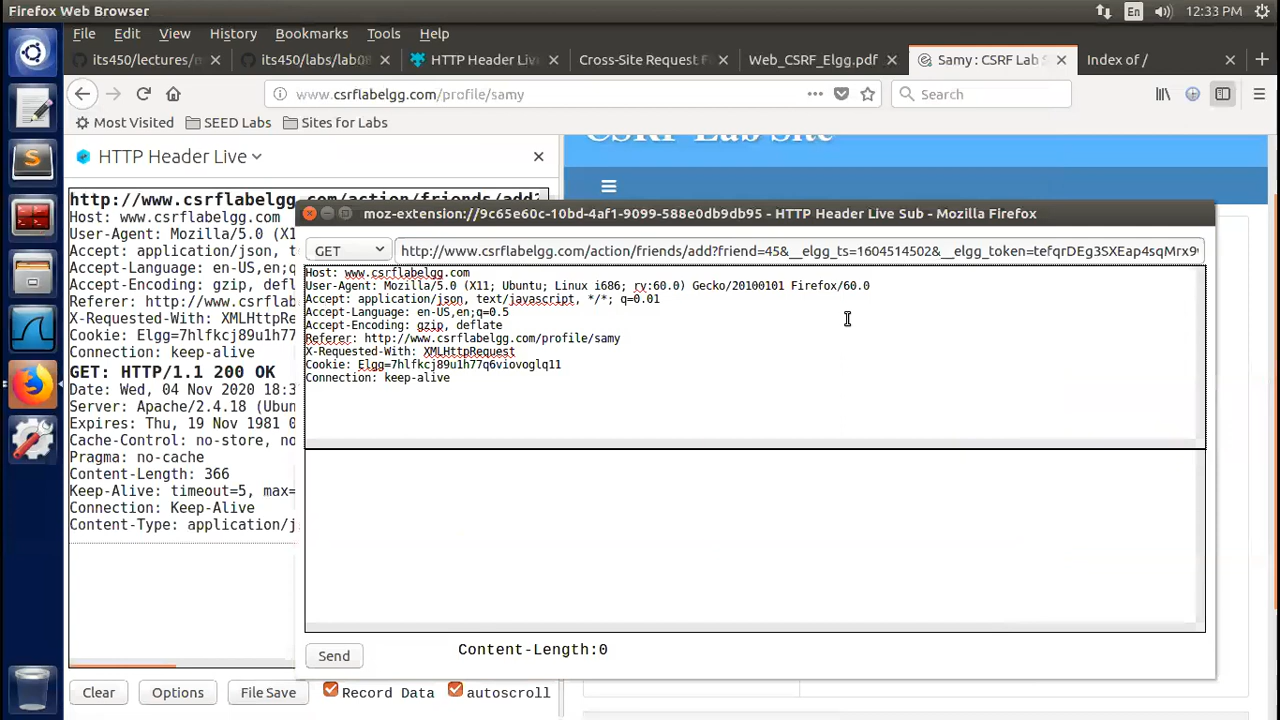 Firefox Web Browser
En
12:33 PM
File Edit View History Bookmarks Tools Help
its450/lectures/m
its450/labs/lab0
HTTP Header Liv
Cross-Site Request F
Web_CSRF_Elgg.pdf
Samy : CSRF Lab S
Index of /
www.csrflabelgg.com/profile/samy
Search
Most Visited
SEED Labs
Sites for Labs
CSRF Lab Site
HTTP Header Live
http://www.csrflabelgg.com/action/friends/add?
Host: www.csrflabelgg.com
User-Agent: Mozilla/5.0 (X1
Accept: application/json, t
Accept-Language: en-US,en;q
Accept-Encoding: gzip, defl
Referer: http://www.csrflab
X-Requested-With: XMLHttpRe
Cookie: Elgg=7hlfkcj89u1h77
Connection: keep-alive
GET: HTTP/1.1 200 OK
Date: Wed, 04 Nov 2020 18:3
Server: Apache/2.4.18 (Ubun
Expires: Thu, 19 Nov 1981 0
Cache-Control: no-store, no
Pragma: no-cache
Content-Length: 366
Keep-Alive: timeout=5, max=
Connection: Keep-Alive
Content-Type: application/j
moz-extension://9c65e60c-10bd-4af1-9099-588e0db9db95 - HTTP Header Live Sub - Mozilla Firefox
GET
http://www.csrflabelgg.com/action/friends/add?friend=45&__elgg_ts=1604514502&__elgg_token=tefqrDEg3SXEap4sqMrx9
Host: www.csrflabelgg.com
User-Agent: Mozilla/5.0 (X11; Ubuntu; Linux i686; rv:60.0) Gecko/20100101 Firefox/60.0
Accept: application/json, text/javascript, */*; q=0.01
Accept-Language: en-US,en;q=0.5
Accept-Encoding: gzip, deflate
Referer: http://www.csrflabelgg.com/profile/samy
X-Requested-With: XMLHttpRequest
Cookie: Elgg=7hlfkcj89u1h77q6viovoglq11
Connection: keep-alive
Send
Content-Length:0
Clear
Options
File Save
Record Data
autoscroll